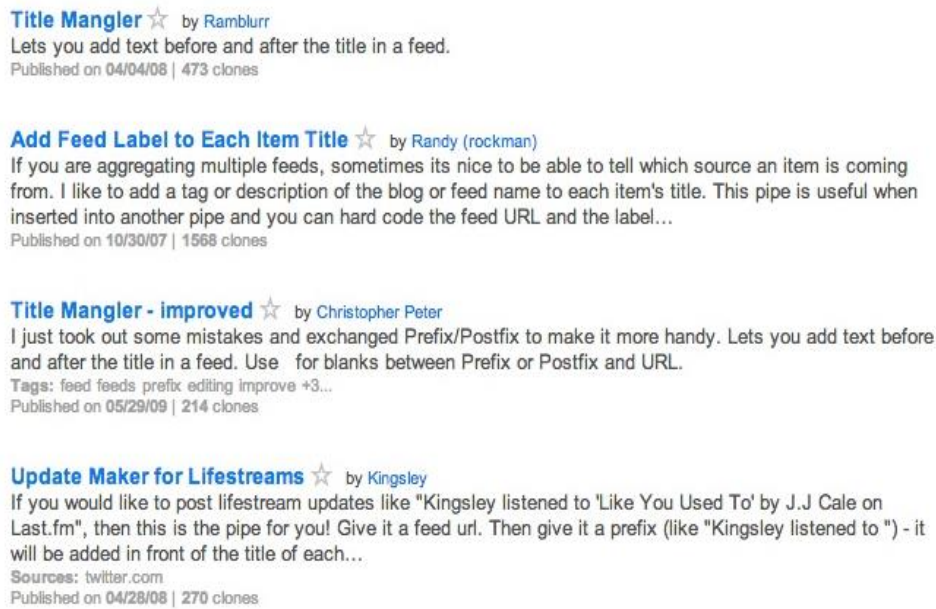 Title Mangler ☆ by Ramblurr
Lets you add text before and after the title in a feed.
Published on 04/04/08 | 473 clones
Add Feed Label to Each Item Title ☆ by Randy (rockman)
If you are aggregating multiple feeds, sometimes its nice to be able to tell which source an item is coming
from. I like to add a tag or description of the blog or feed name to each item's title. This pipe is useful when
inserted into another pipe and you can hard code the feed URL and the label...
Published on 10/30/07 | 1568 clones
Title Mangler - improved ☆ by Christopher Peter
I just took out some mistakes and exchanged Prefix/Postfix to make it more handy. Lets you add text before
and after the title in a feed. Use   for blanks between Prefix or Postfix and URL.
Tags: feed feeds prefix editing improve +3...
Published on 05/29/09 | 214 clones
Update Maker for Lifestreams ☆ by Kingsley
If you would like to post lifestream updates like "Kingsley listened to 'Like You Used To' by J.J Cale on
Last.fm", then this is the pipe for you! Give it a feed url. Then give it a prefix (like "Kingsley listened to ") - it
will be added in front of the title of each...
Sources: twitter.com
Published on 04/28/08 | 270 clones